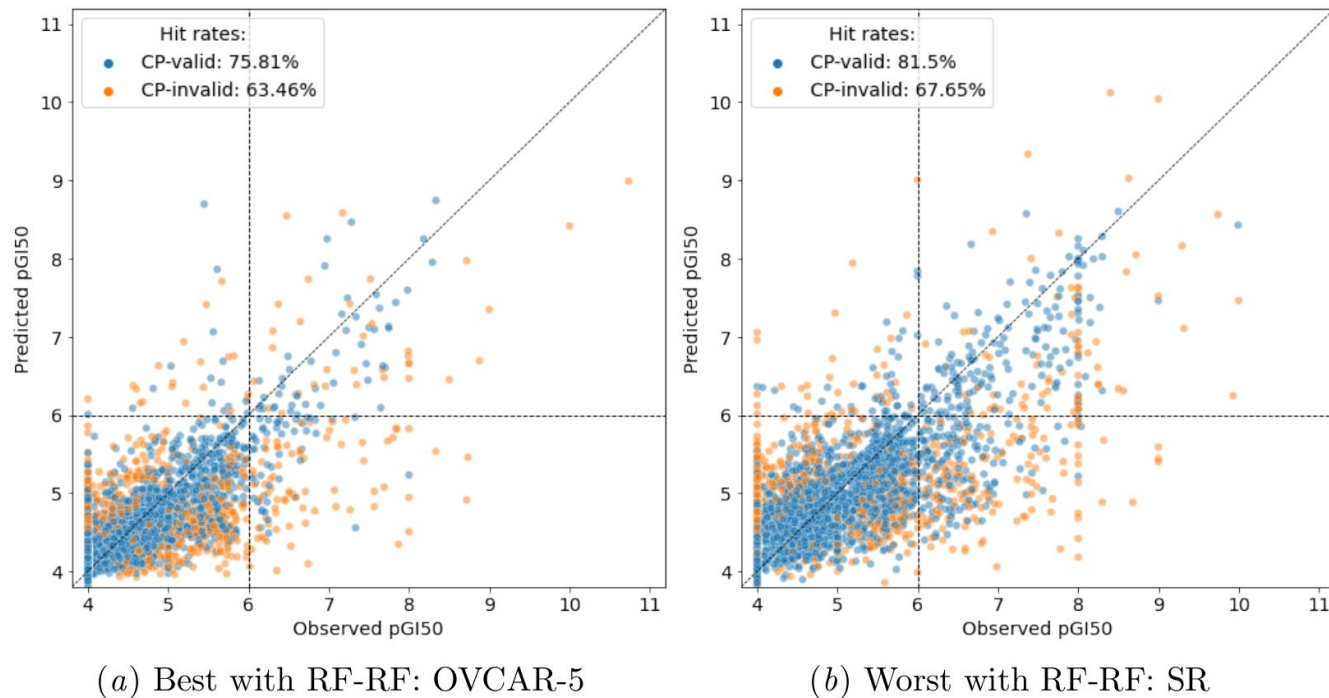 Hit rates:
CP-valid: 75.81%
CP-invalid: 63.46%
11
10
9
8
7
6
5
4
Predicted pGI50
4 5 6 7 8 9 10 11
Observed pGI50
(a) Best with RF-RF: OVCAR-5
Hit rates:
CP-valid: 81.5%
CP-invalid: 67.65%
11
10
9
8
7
6
5
4
Predicted pGI50
4 5 6 7 8 9 10 11
Observed pGI50
(b) Worst with RF-RF: SR